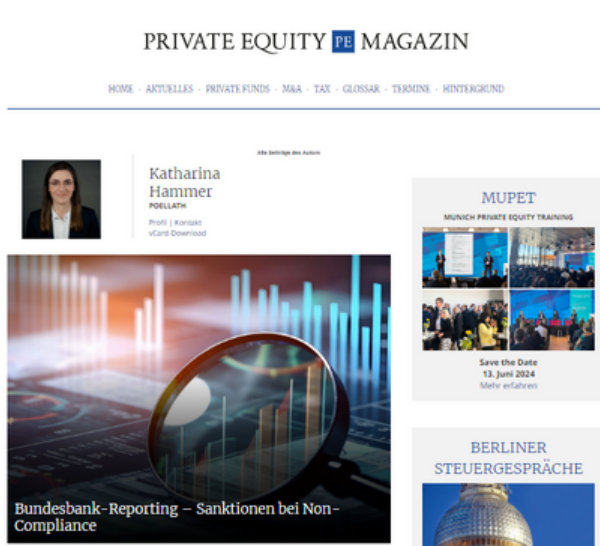 PRIVATE EQUITY PE MAGAZIN
HOME - AKTUELLES - PRIVATE FUNDS - M&A - TAX - GLOSSAR - TERMINE - HINTERGRUND
Alle Beiträge des Autors
Katharina
Hammer
POELLATH
Profil | Kontakt
vCard-Download
Bundesbank-Reporting – Sanktionen bei Non-
Compliance
MUPET
MUNICH PRIVATE EQUITY TRAINING
Save the Date
13. Juni 2024
Mehr erfahren
BERLINER
STEUERGESPRÄCHE